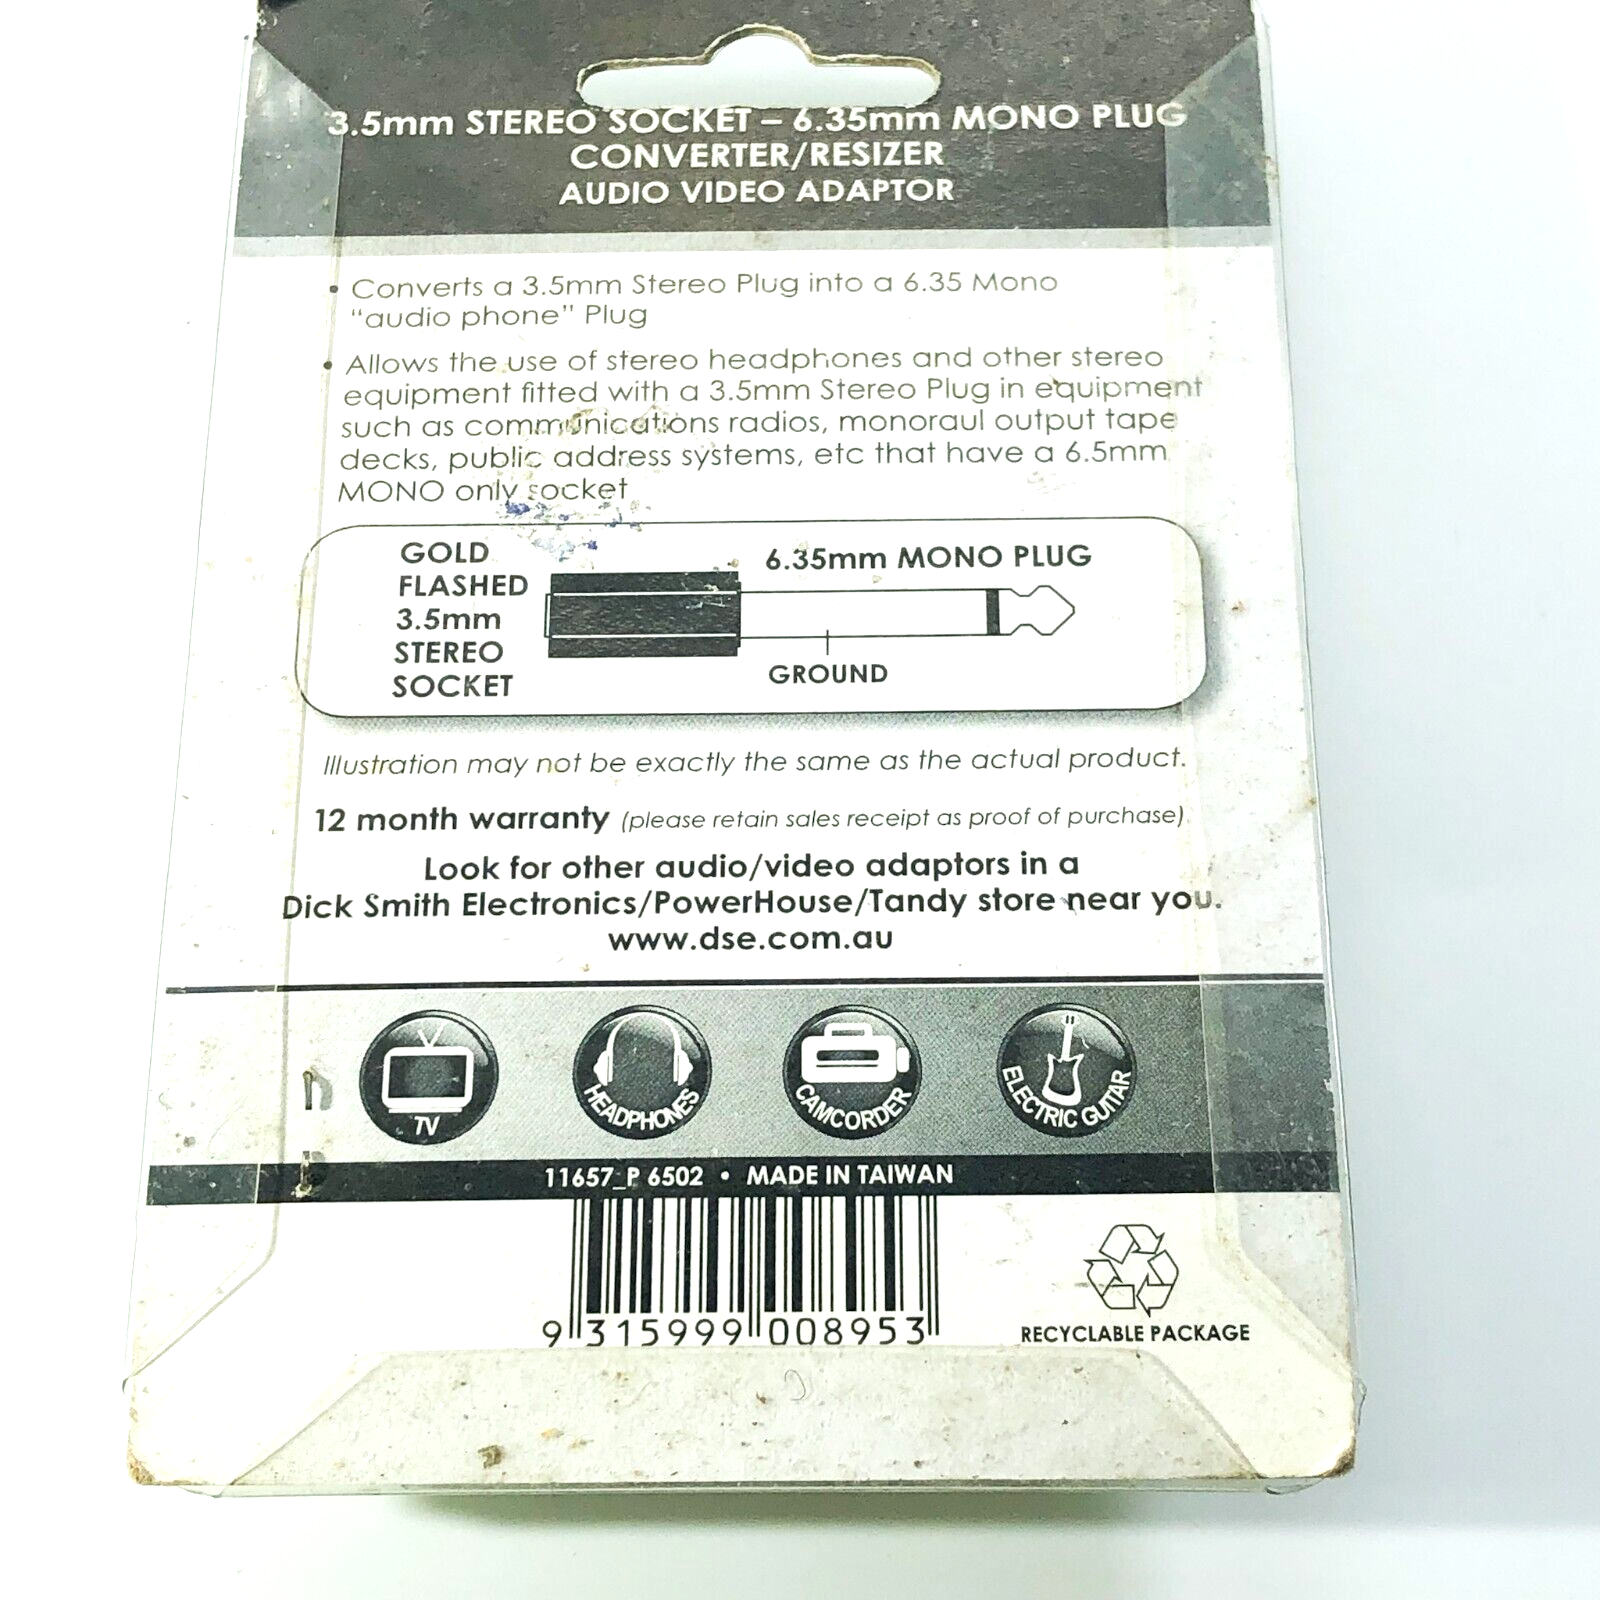 3.5mm STEREO SOCKET – 6.35mm MONO PLUG
CONVERTER/RESIZER
AUDIO VIDEO ADAPTOR
• Converts a 3.5mm Stereo Plug into a 6.35 Mono
"audio phone" Plug
• Allows the use of stereo headphones and other stereo
equipment fitted with a 3.5mm Stereo Plug in equipment
such as communications radios, monoraul output tape
decks, public address systems, etc that have a 6.5mm
MONO only socket
GOLD
FLASHED
3.5mm
STEREO
SOCKET
6.35mm MONO PLUG
GROUND
Illustration may not be exactly the same as the actual product.
12 month warranty (please retain sales receipt as proof of purchase).
Look for other audio/video adaptors in a
Dick Smith Electronics/PowerHouse/Tandy store near you.
www.dse.com.au
TV
HEADPHONES
CAMCORDER
ELECTRIC GUITAR
11657_P 6502 • MADE IN TAIWAN
9 315999 008953
RECYCLABLE PACKAGE